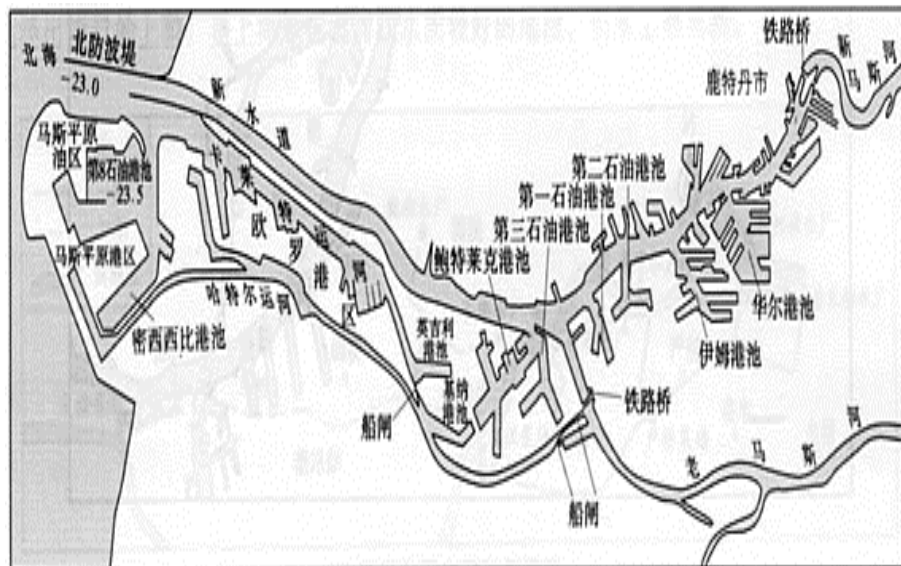 北海
北防波堤
-23.0
新水道
铁路桥
新马斯河
鹿特丹市
马斯平原
油区
第8石油港池
-23.5
卡莱特运河
欧罗港区
第二石油港池
第一石油港池
第三石油港池
鲍特莱克港池
马斯平原港区
哈特尔运河
密西西比港池
英吉利
港池
基纳
港池
船闸
华尔港池
伊姆港池
铁路桥
老马斯河
船闸